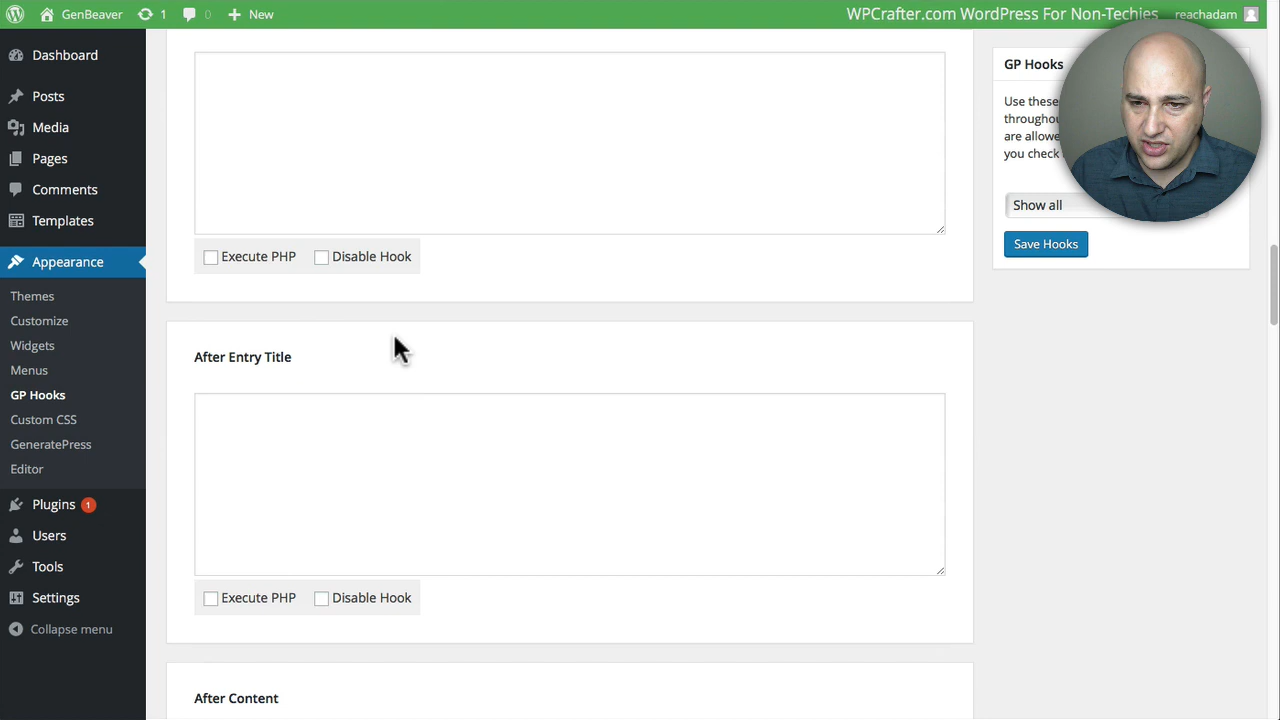 GenBeaver
1
0
New
WPCrafter.com WordPress For Non-Techies
reachadam
Dashboard
Posts
Media
Pages
Comments
Templates
Appearance
Themes
Customize
Widgets
Menus
GP Hooks
Custom CSS
GeneratePress
Editor
Plugins 1
Users
Tools
Settings
Collapse menu
Execute PHP
Disable Hook
After Entry Title
Execute PHP
Disable Hook
After Content
GP Hooks
Use these
throughou
are allowe
you check
Show all
Save Hooks